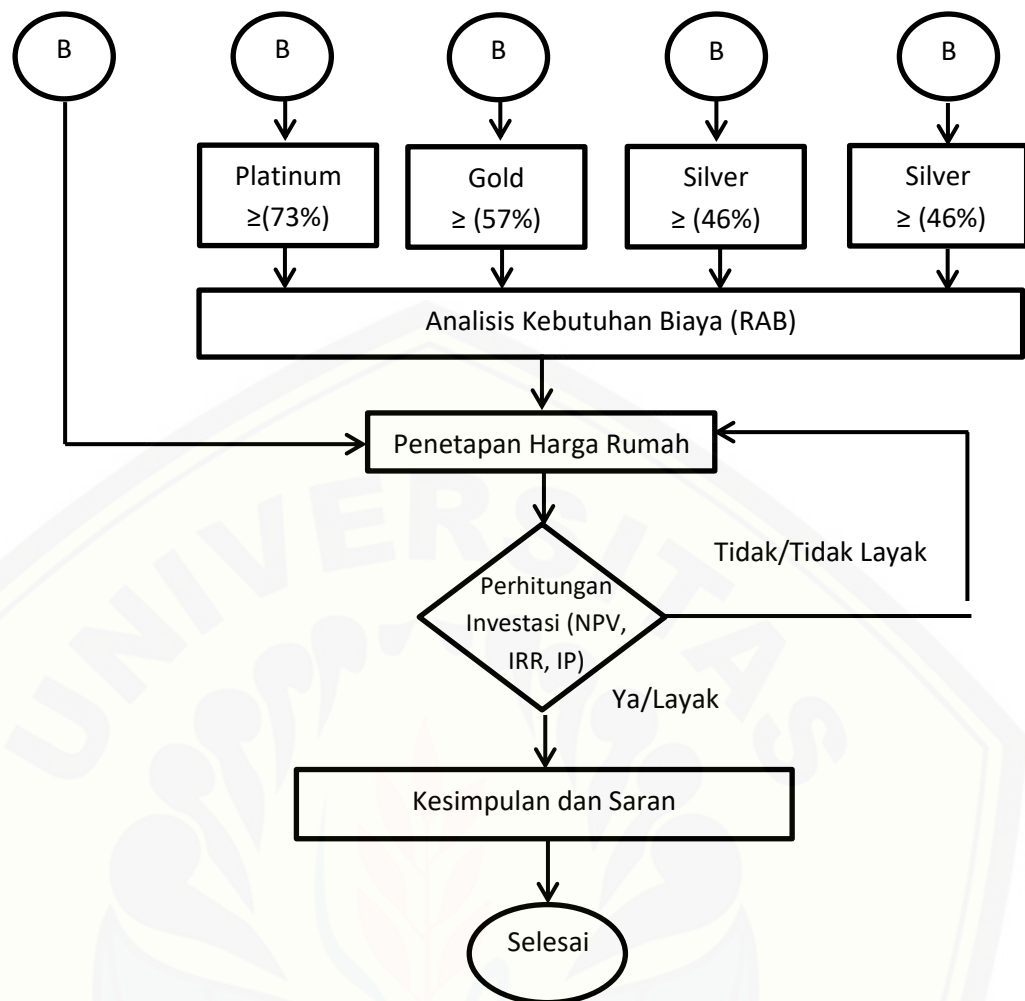 B
B
B
B
B
Platinum
≥(73%)
Gold
≥ (57%)
Silver
≥ (46%)
Silver
≥ (46%)
Analisis Kebutuhan Biaya (RAB)
Penetapan Harga Rumah
Tidak/Tidak Layak
Perhitungan
Investasi (NPV,
IRR, IP)
Ya/Layak
Kesimpulan dan Saran
Selesai
UNIVERSITAS